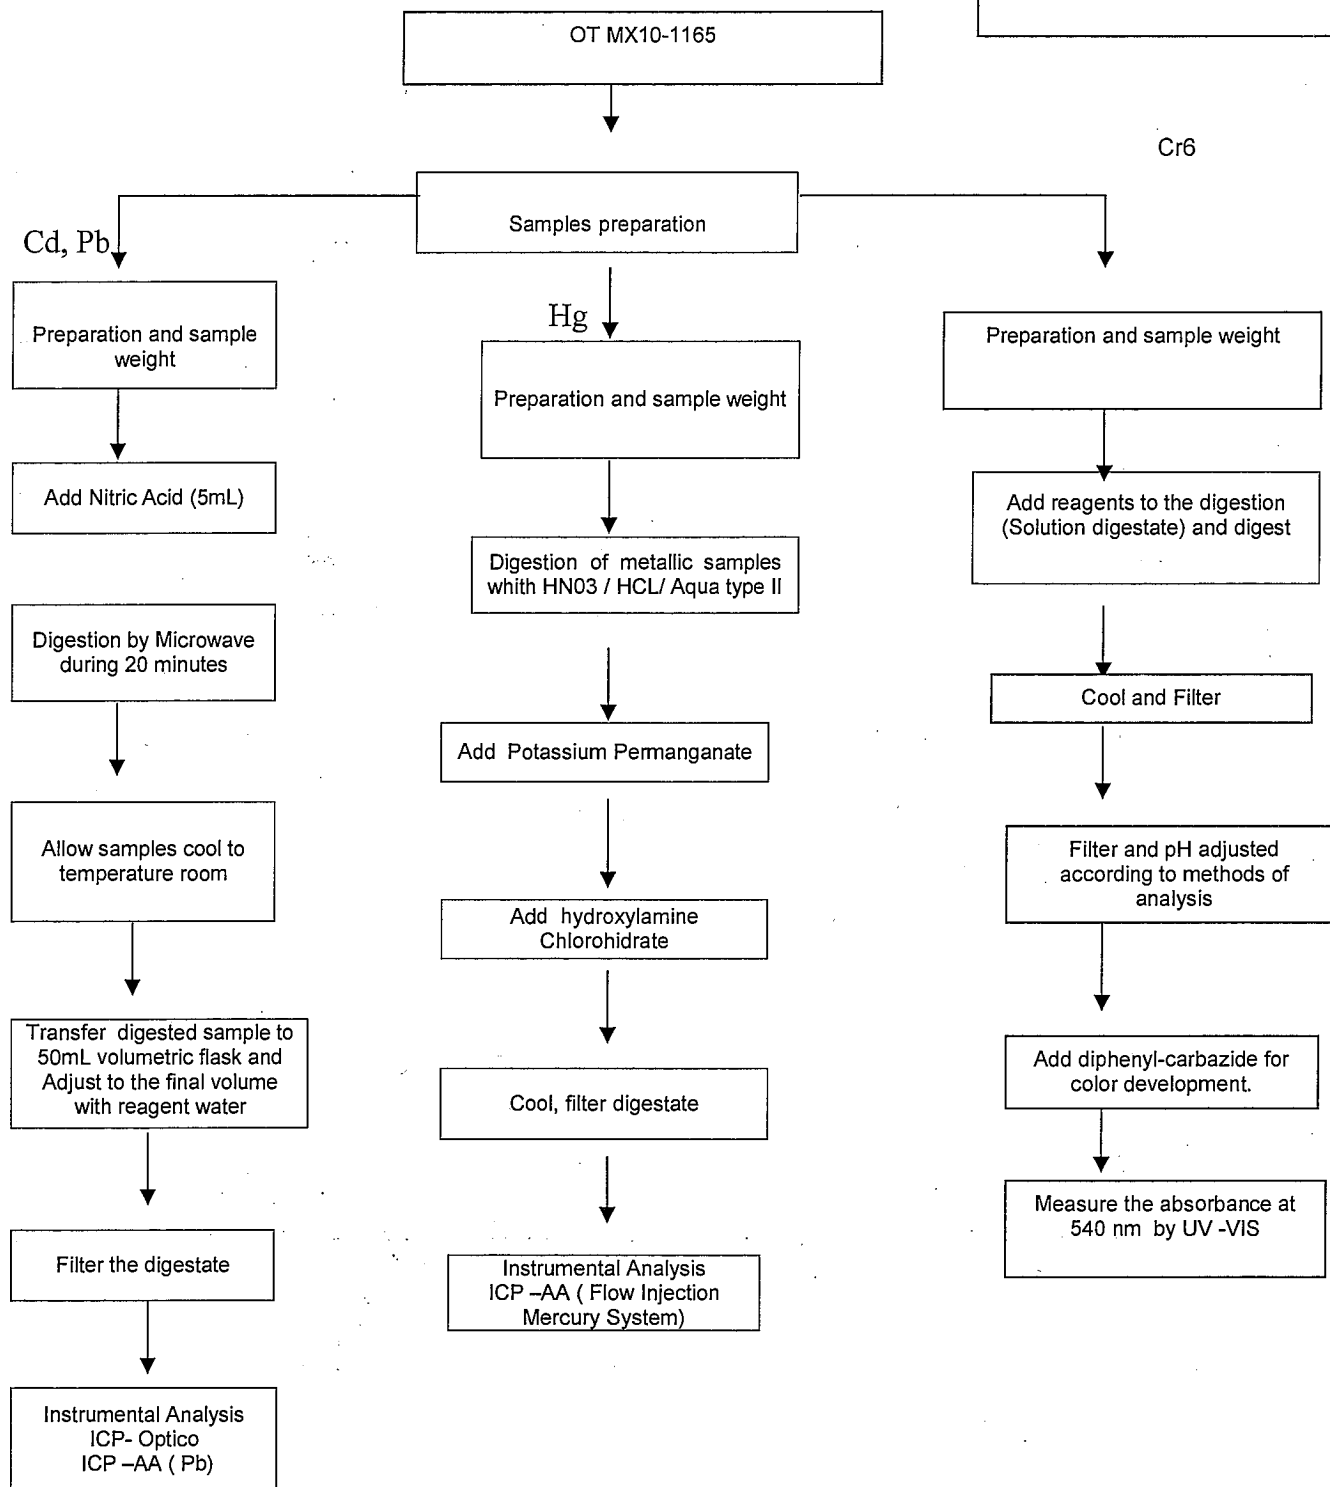 OT MX10-1165
Cr6
Samples preparation
Cd, Pb
Preparation and sample
weight
Add Nitric Acid (5mL)
Digestion by Microwave
during 20 minutes
Allow samples cool to
temperature room
Transfer digested sample to
50mL volumetric flask and
Adjust to the final volume
with reagent water
Filter the digestate
Instrumental Analysis
ICP- Optico
ICP –AA ( Pb)
Hg
Preparation and sample weight
Digestion of metallic samples
whith HN03 / HCL/ Aqua type II
Add Potassium Permanganate
Add hydroxylamine
Chlorohidrate
Cool, filter digestate
Instrumental Analysis
ICP –AA ( Flow Injection
Mercury System)
Preparation and sample weight
Add reagents to the digestion
(Solution digestate) and digest
Cool and Filter
Filter and pH adjusted
according to methods of
analysis
Add diphenyl-carbazide for
color development.
Measure the absorbance at
540 nm by UV -VIS